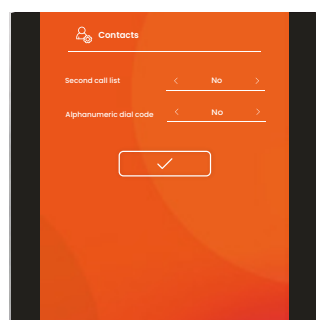 Contacts
Second call list < No >
Alphanumeric dial code < No >